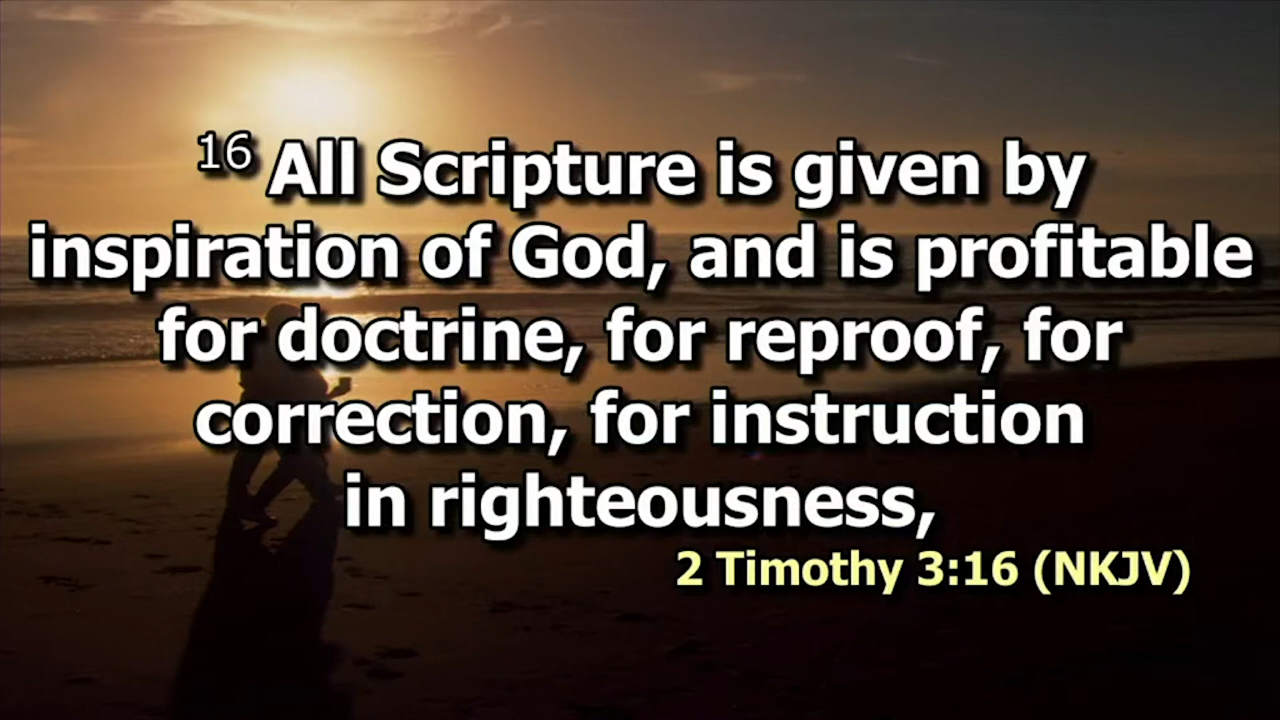 16 All Scripture is given by
inspiration of God, and is profitable
for doctrine, for reproof, for
correction, for instruction
in righteousness,
2 Timothy 3:16 (NKJV)